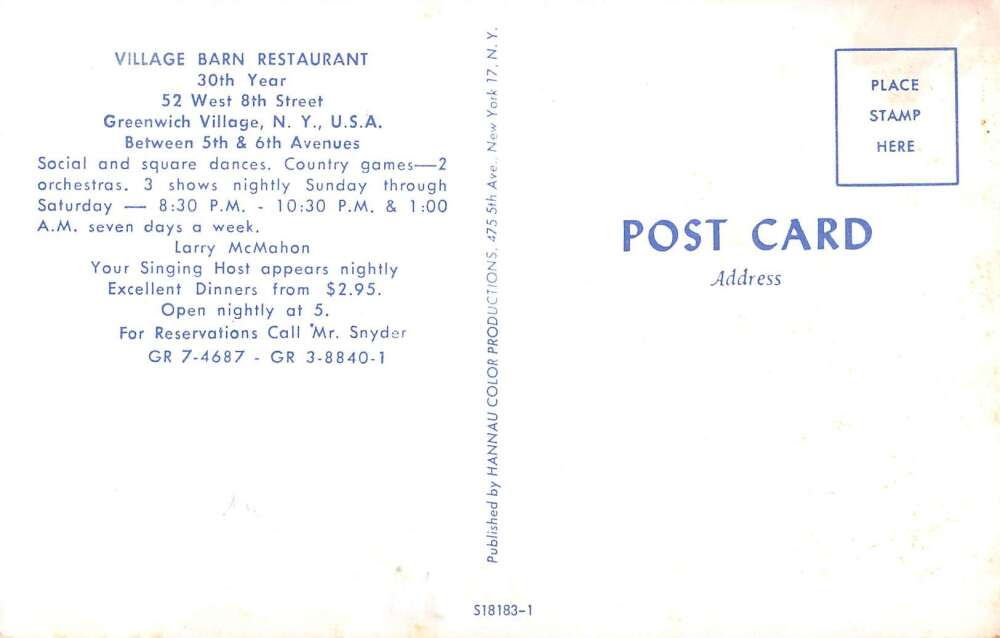 VILLAGE BARN RESTAURANT
30th Year
52 West 8th Street
Greenwich Village, N. Y., U.S.A.
Between 5th & 6th Avenues
Social and square dances. Country games—2
orchestras. 3 shows nightly Sunday through
Saturday — 8:30 P.M. - 10:30 P.M. & 1:00
A.M. seven days a week.
Larry McMahon
Your Singing Host appears nightly
Excellent Dinners from $2.95.
Open nightly at 5.
For Reservations Call Mr. Snyder
GR 7-4687 - GR 3-8840-1
Published by HANNAU COLOR PRODUCTIONS, 475 5th Ave., New York 17, N. Y.
S18183-1
PLACE
STAMP
HERE
POST CARD
Address